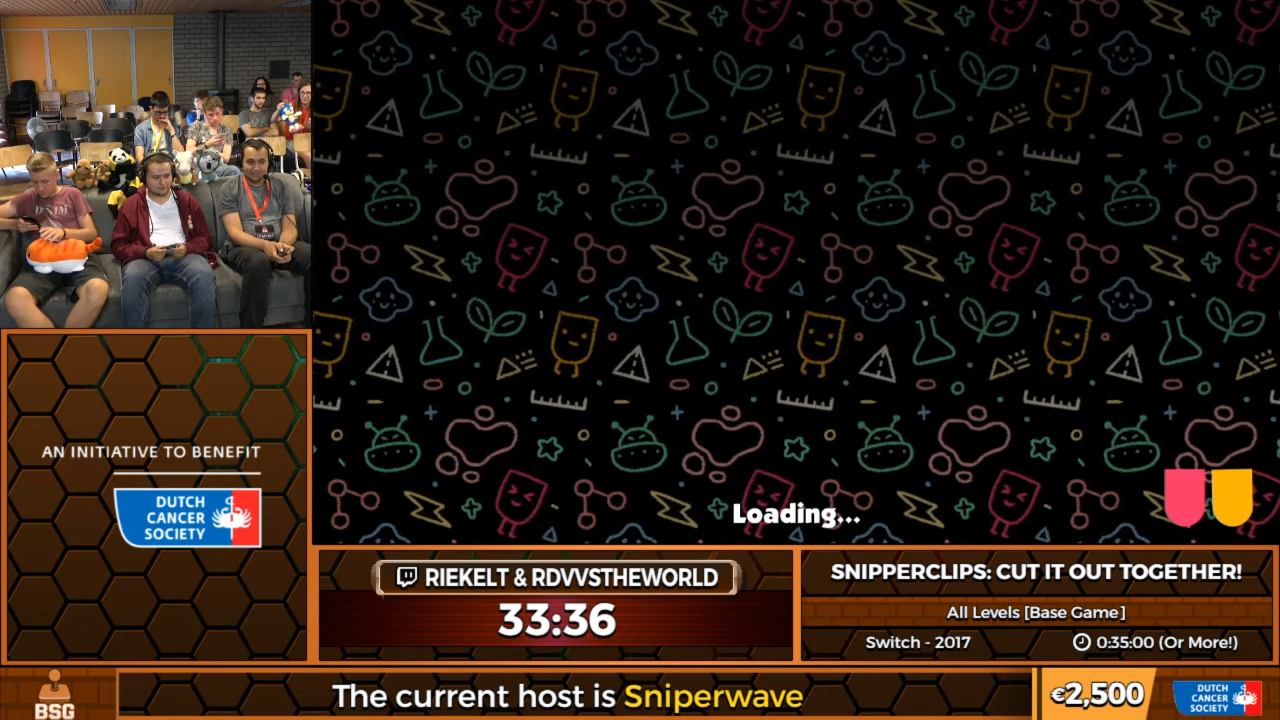 DENIM
Loading...
AN INITIATIVE TO BENEFIT
DUTCH
CANCER
SOCIETY
RIEKELT & RDVVSTHEWORLD
33:36
SNIPPERCLIPS: CUT IT OUT TOGETHER!
All Levels [Base Game]
Switch - 2017
0:35:00 (Or More!)
BSG
The current host is Sniperwave
€2,500
DUTCH
CANCER
SOCIETY